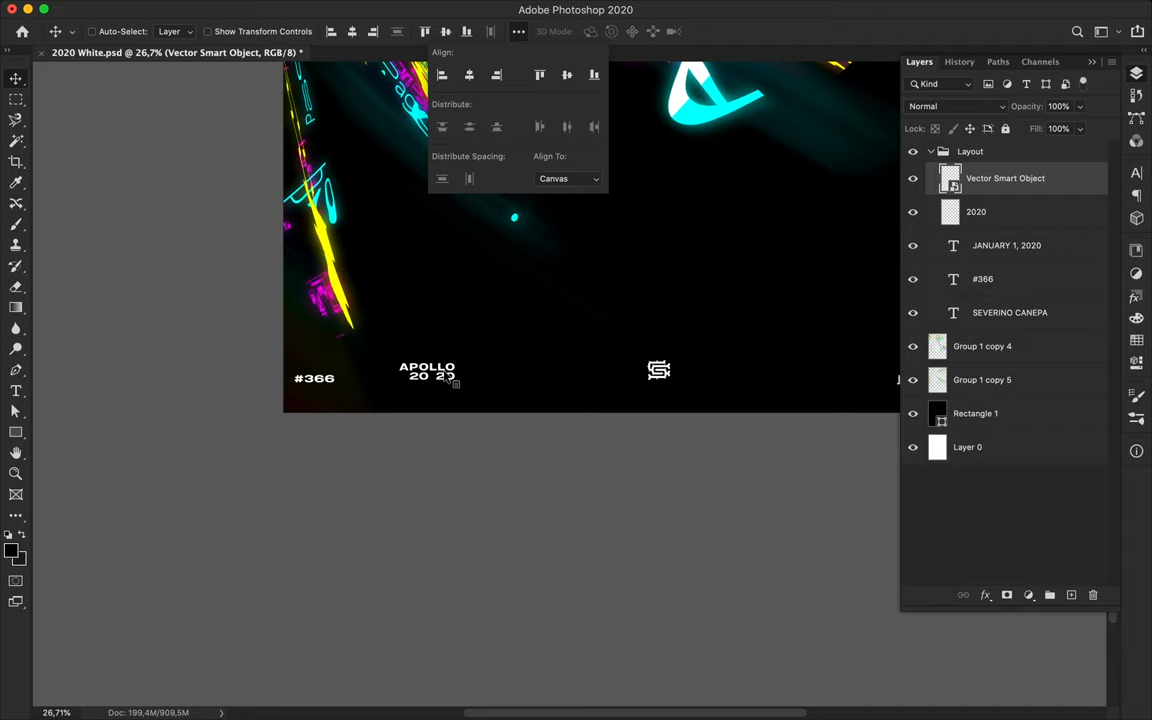 Adobe Photoshop 2020
Auto-Select: Layer Show Transform Controls 3D Mode:
2020 White.psd @ 26,7% (Vector Smart Object, RGB/8) *
Align:
Distribute:
Distribute Spacing: Align To:
Canvas
Layers History Paths Channels
Kind
Normal Opacity: 100%
Lock: Fill: 100%
Layout
Vector Smart Object
2020
JANUARY 1, 2020
#366
SEVERINO CANEPA
Group 1 copy 4
Group 1 copy 5
Rectangle 1
Layer 0
#366
APOLLO
20 20
26,71% Doc: 199,4M/909,5M